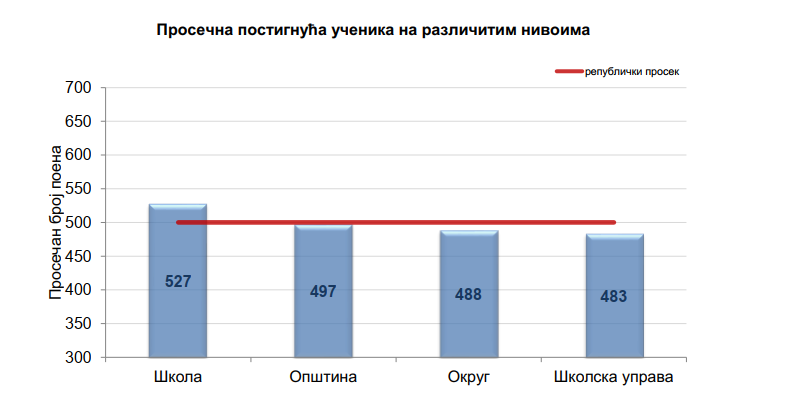 Просечна постигнућа ученика на различитим нивоима
републички просек
Просечан број поена
700
650
600
550
500
450
400
350
300
527
497
488
483
Школа
Општина
Округ
Школска управа